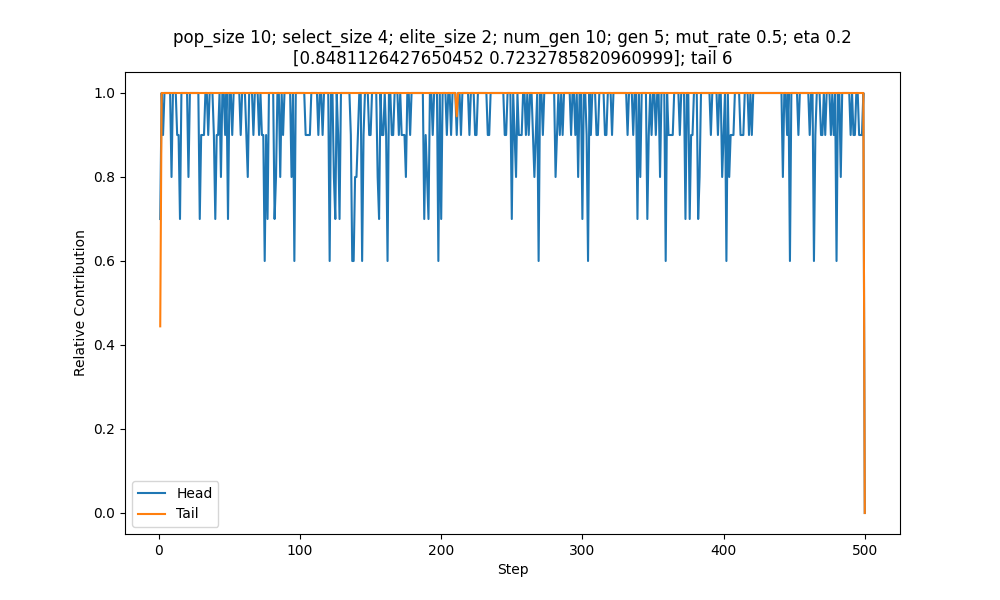 pop_size 10; select_size 4; elite_size 2; num_gen 10; gen 5; mut_rate 0.5; eta 0.2
[0.8481126427650452 0.7232785820960999]; tail 6
1.0
0.8
0.6
0.4
0.2
0.0
Relative Contribution
Head
Tail
0
100
200
300
400
500
Step